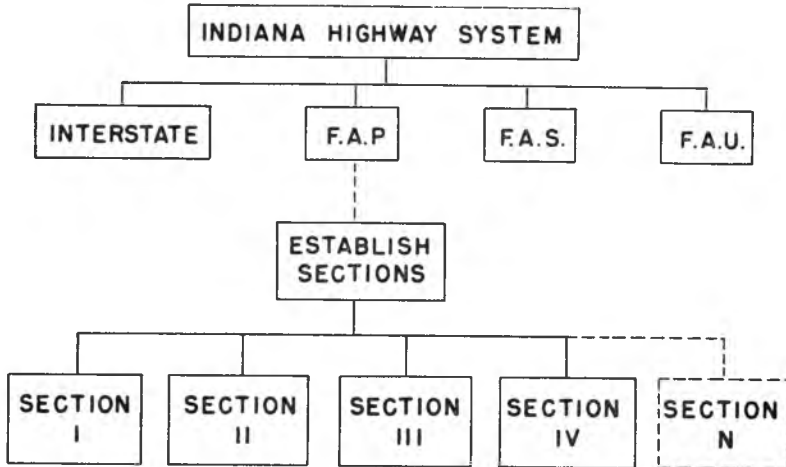 INDIANA HIGHWAY SYSTEM
INTERSTATE
F.A.P
F.A.S.
F.A.U.
ESTABLISH
SECTIONS
SECTION
I
SECTION
II
SECTION
III
SECTION
IV
SECTION
N